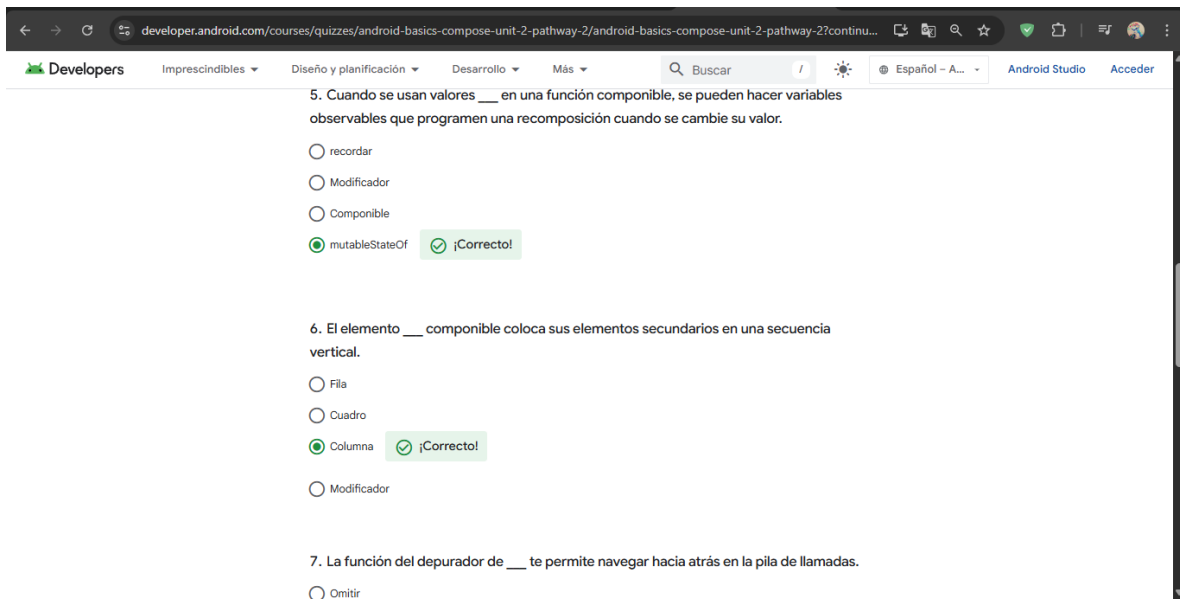 developer.android.com/courses/quizzes/android-basics-compose-unit-2-pathway-2/android-basics-compose-unit-2-pathway-2?continu...
Developers Imprescindibles Diseño y planificación Desarrollo Más Buscar / Español – A... Android Studio Acceder
5. Cuando se usan valores ___ en una función componible, se pueden hacer variables
observables que programen una recomposición cuando se cambie su valor.
recordar
Modificador
Componible
mutableStateOf ¡Correcto!
6. El elemento ___ componible coloca sus elementos secundarios en una secuencia
vertical.
Fila
Cuadro
Columna ¡Correcto!
Modificador
7. La función del depurador de ___ te permite navegar hacia atrás en la pila de llamadas.
Omitir